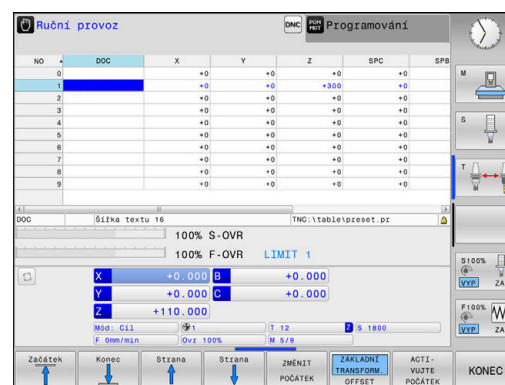 Ruční provoz
DNC
PGM MGT
Programování
NO DOC X Y Z SPC SPB
0 +0 +0 +0 +0
1 +0 +0 +300 +0
2 +0 +0 +0 +0
3 +0 +0 +0 +0
4 +0 +0 +0 +0
5 +0 +0 +0 +0
6 +0 +0 +0 +0
7 +0 +0 +0 +0
8 +0 +0 +0 +0
9 +0 +0 +0 +0
DOC Šířka textu 16 TNC:\table\preset.pr
100% S-OVR
100% F-OVR LIMIT 1
X +0.000 B +0.000
Y +0.000 C +0.000
Z +110.000
Mód: Cíl 1 T 12 Z S 1800
F 0mm/min Ovr 100% M 5/9
M
S
T
S100%
VYP ZA
F100%
VYP ZA
Začátek
Konec
Strana
Strana
ZMĚNIT
POČÁTEK
ZÁKLADNÍ
TRANSFORM.
OFFSET
ACTI-
VUJTE
POČÁTEK
KONEC